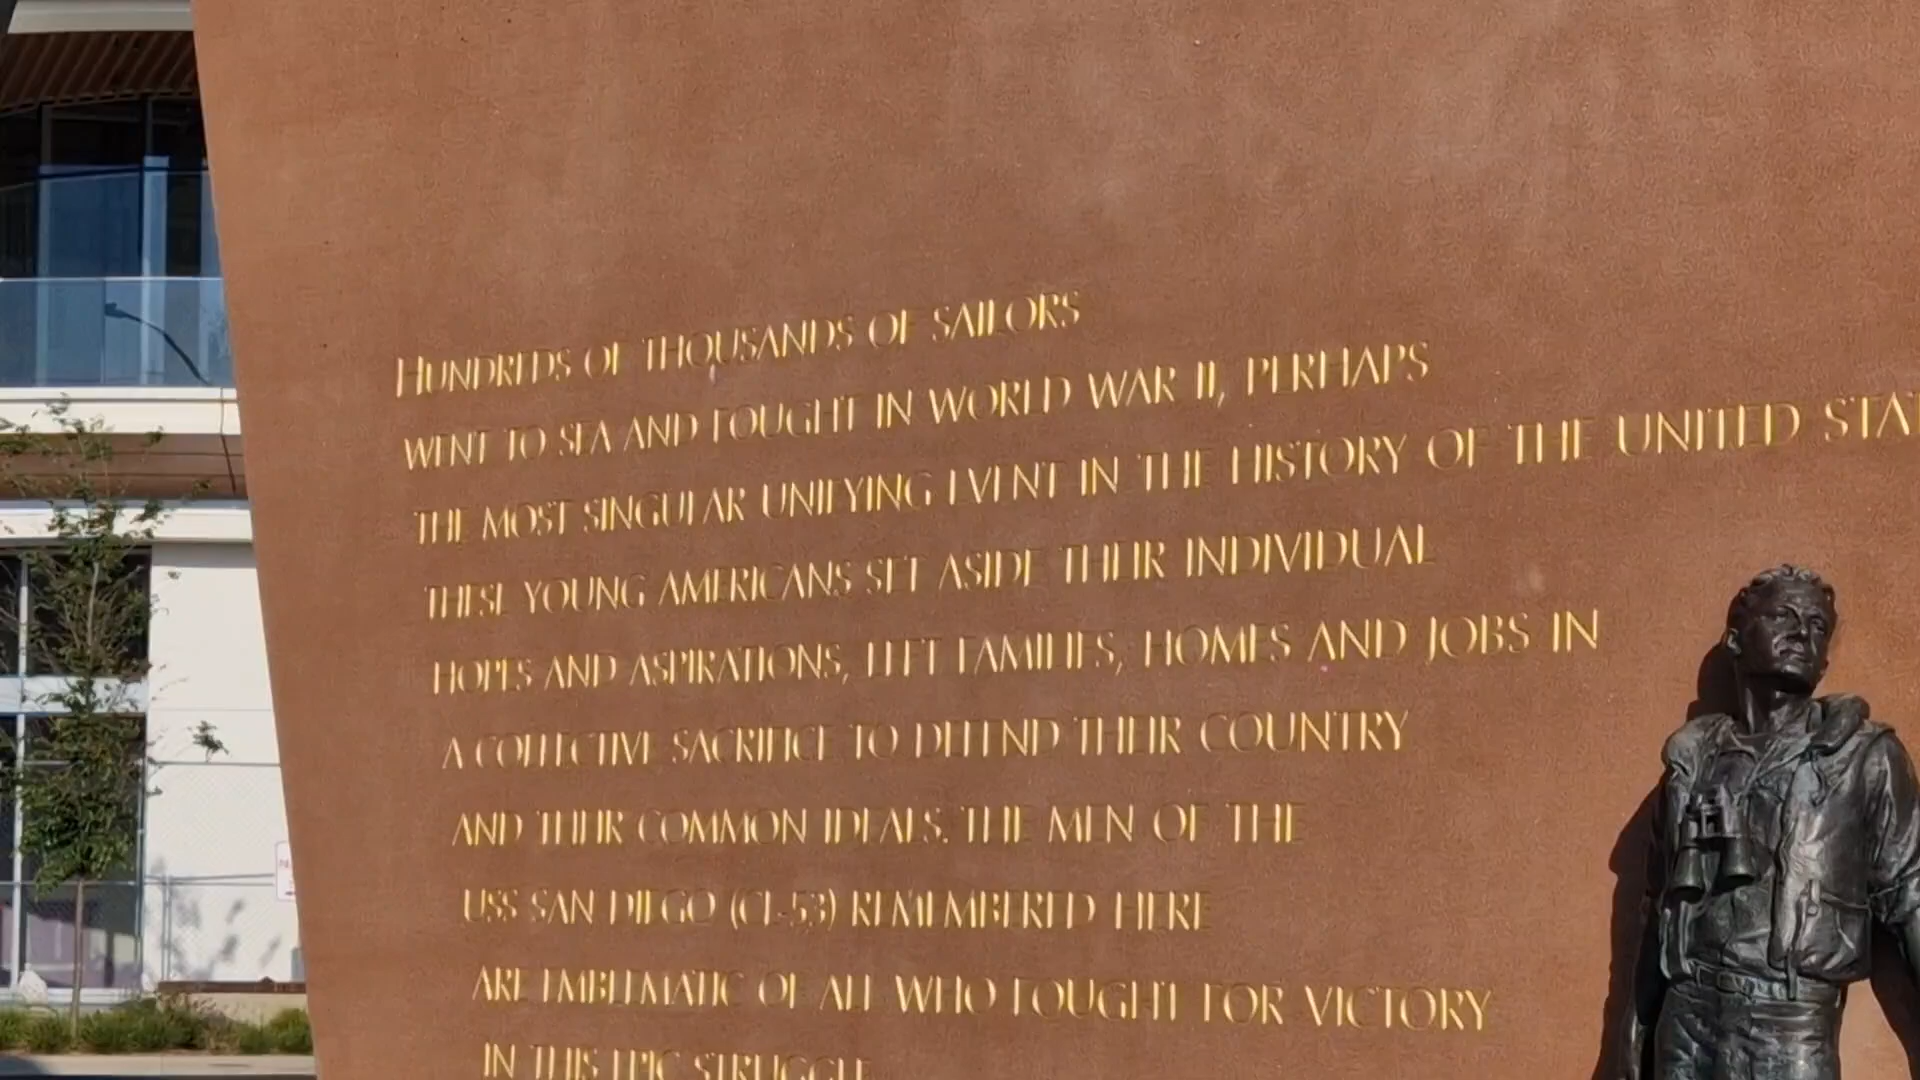 HUNDREDS OF THOUSANDS OF SAILORS
WENT TO SEA AND FOUGHT IN WORLD WAR II, PERHAPS
THE MOST SINGULAR UNIFYING EVENT IN THE HISTORY OF THE UNITED STAT
THESE YOUNG AMERICANS SET ASIDE THEIR INDIVIDUAL
HOPES AND ASPIRATIONS, LEFT FAMILIES, HOMES AND JOBS IN
A COLLECTIVE SACRIFICE TO DEFEND THEIR COUNTRY
AND THEIR COMMON IDEALS. THE MEN OF THE
USS SAN DIEGO (CL-53) REMEMBERED HERE
ARE EMBLEMATIC OF ALL WHO FOUGHT FOR VICTORY
IN THIS EPIC STRUGGLE